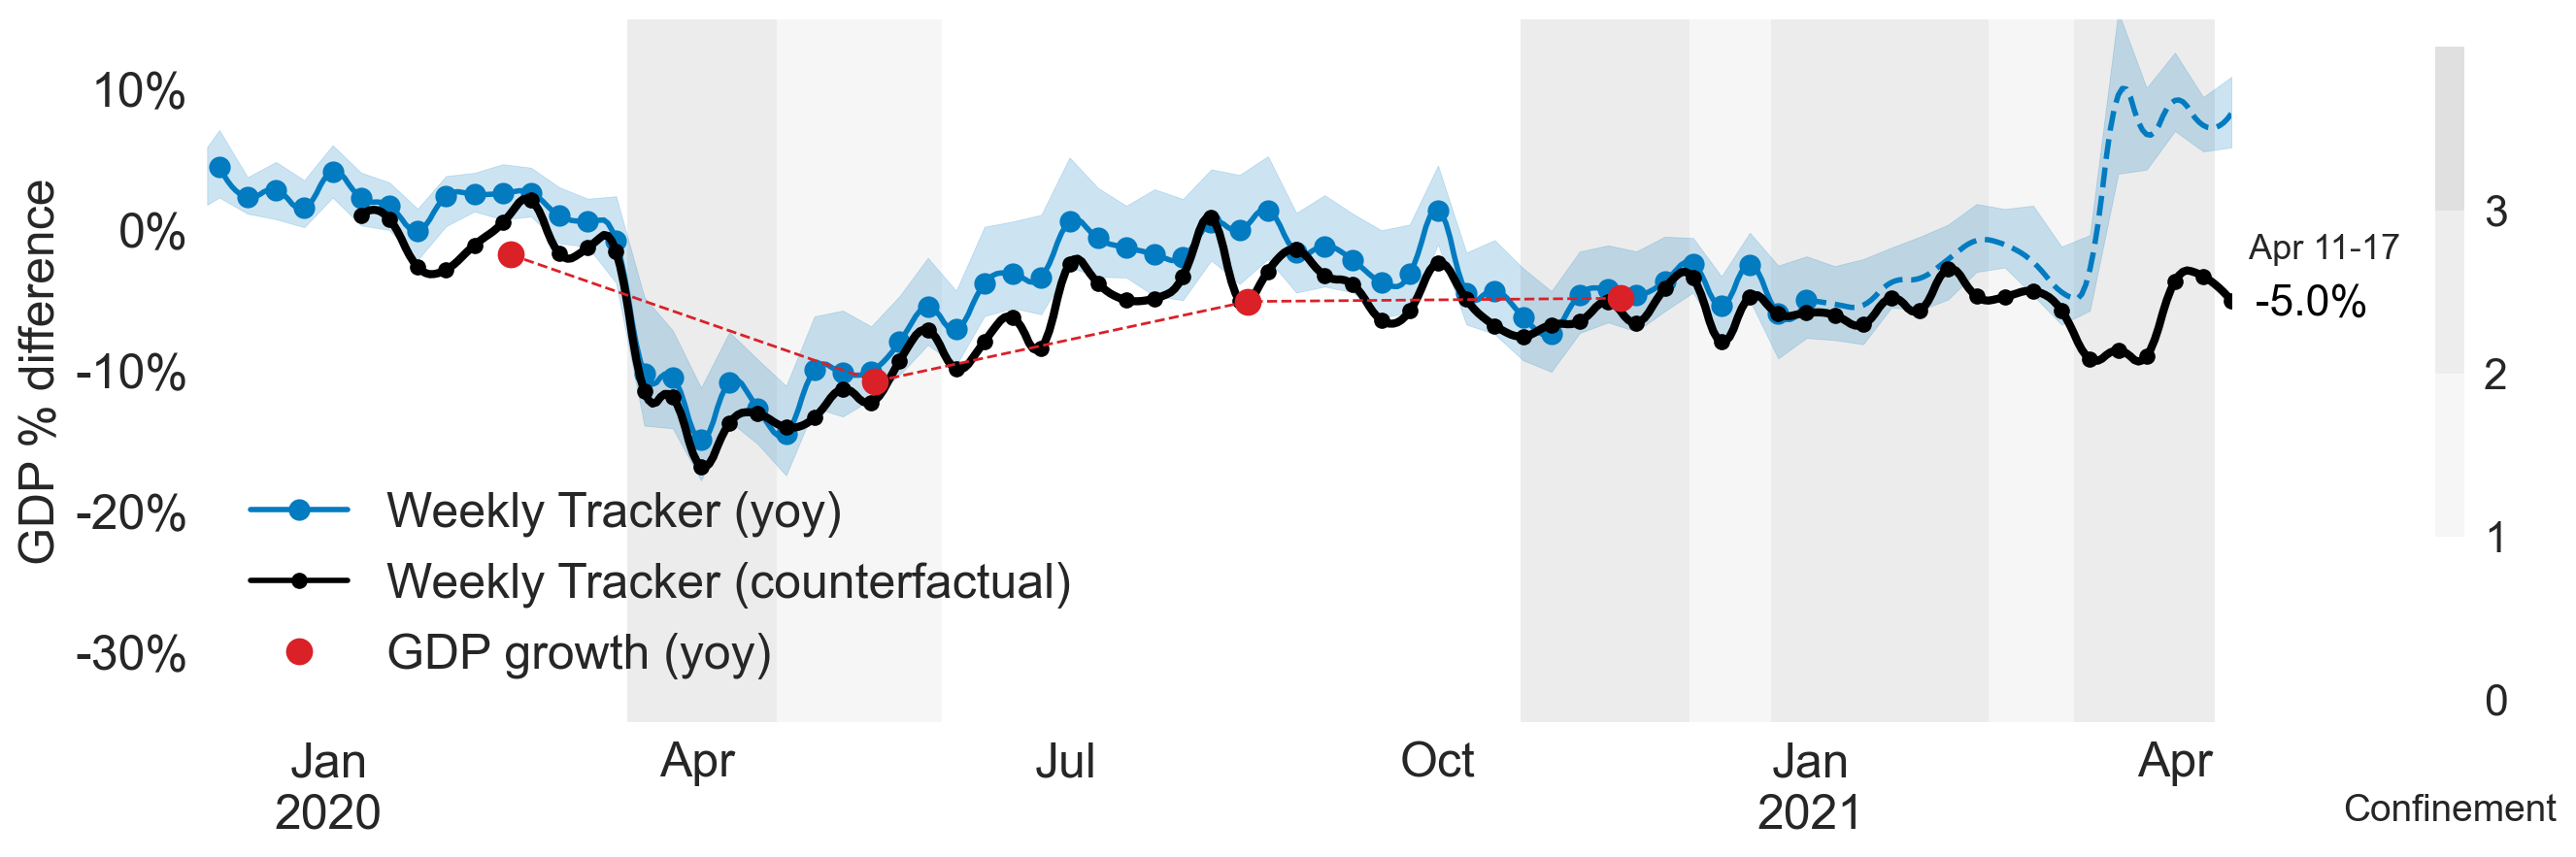 GDP % difference
10%
0%
-10%
-20%
-30%
Weekly Tracker (yoy)
Weekly Tracker (counterfactual)
GDP growth (yoy)
Jan
2020
Apr
Jul
Oct
Jan
2021
Apr
Apr 11-17
-5.0%
3
2
1
0
Confinement